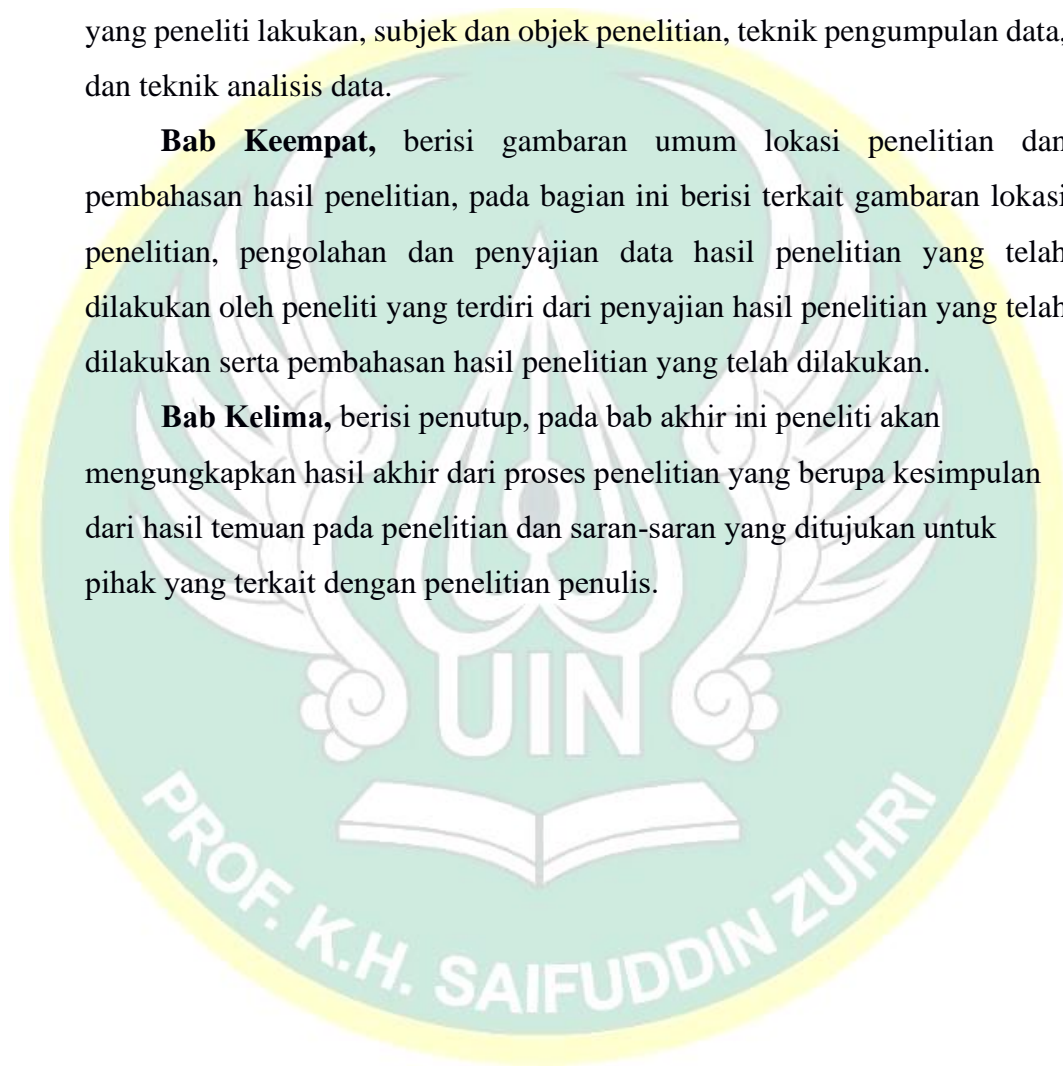 yang peneliti lakukan, subjek dan objek penelitian, teknik pengumpulan data,
dan teknik analisis data.
Bab Keempat, berisi gambaran umum lokasi penelitian dan
pembahasan hasil penelitian, pada bagian ini berisi terkait gambaran lokasi
penelitian, pengolahan dan penyajian data hasil penelitian yang telah
dilakukan oleh peneliti yang terdiri dari penyajian hasil penelitian yang telah
dilakukan serta pembahasan hasil penelitian yang telah dilakukan.
Bab Kelima, berisi penutup, pada bab akhir ini peneliti akan
mengungkapkan hasil akhir dari proses penelitian yang berupa kesimpulan
dari hasil temuan pada penelitian dan saran-saran yang ditujukan untuk
pihak yang terkait dengan penelitian penulis.
UIN
PROF. K.H. SAIFUDDIN ZUHRI